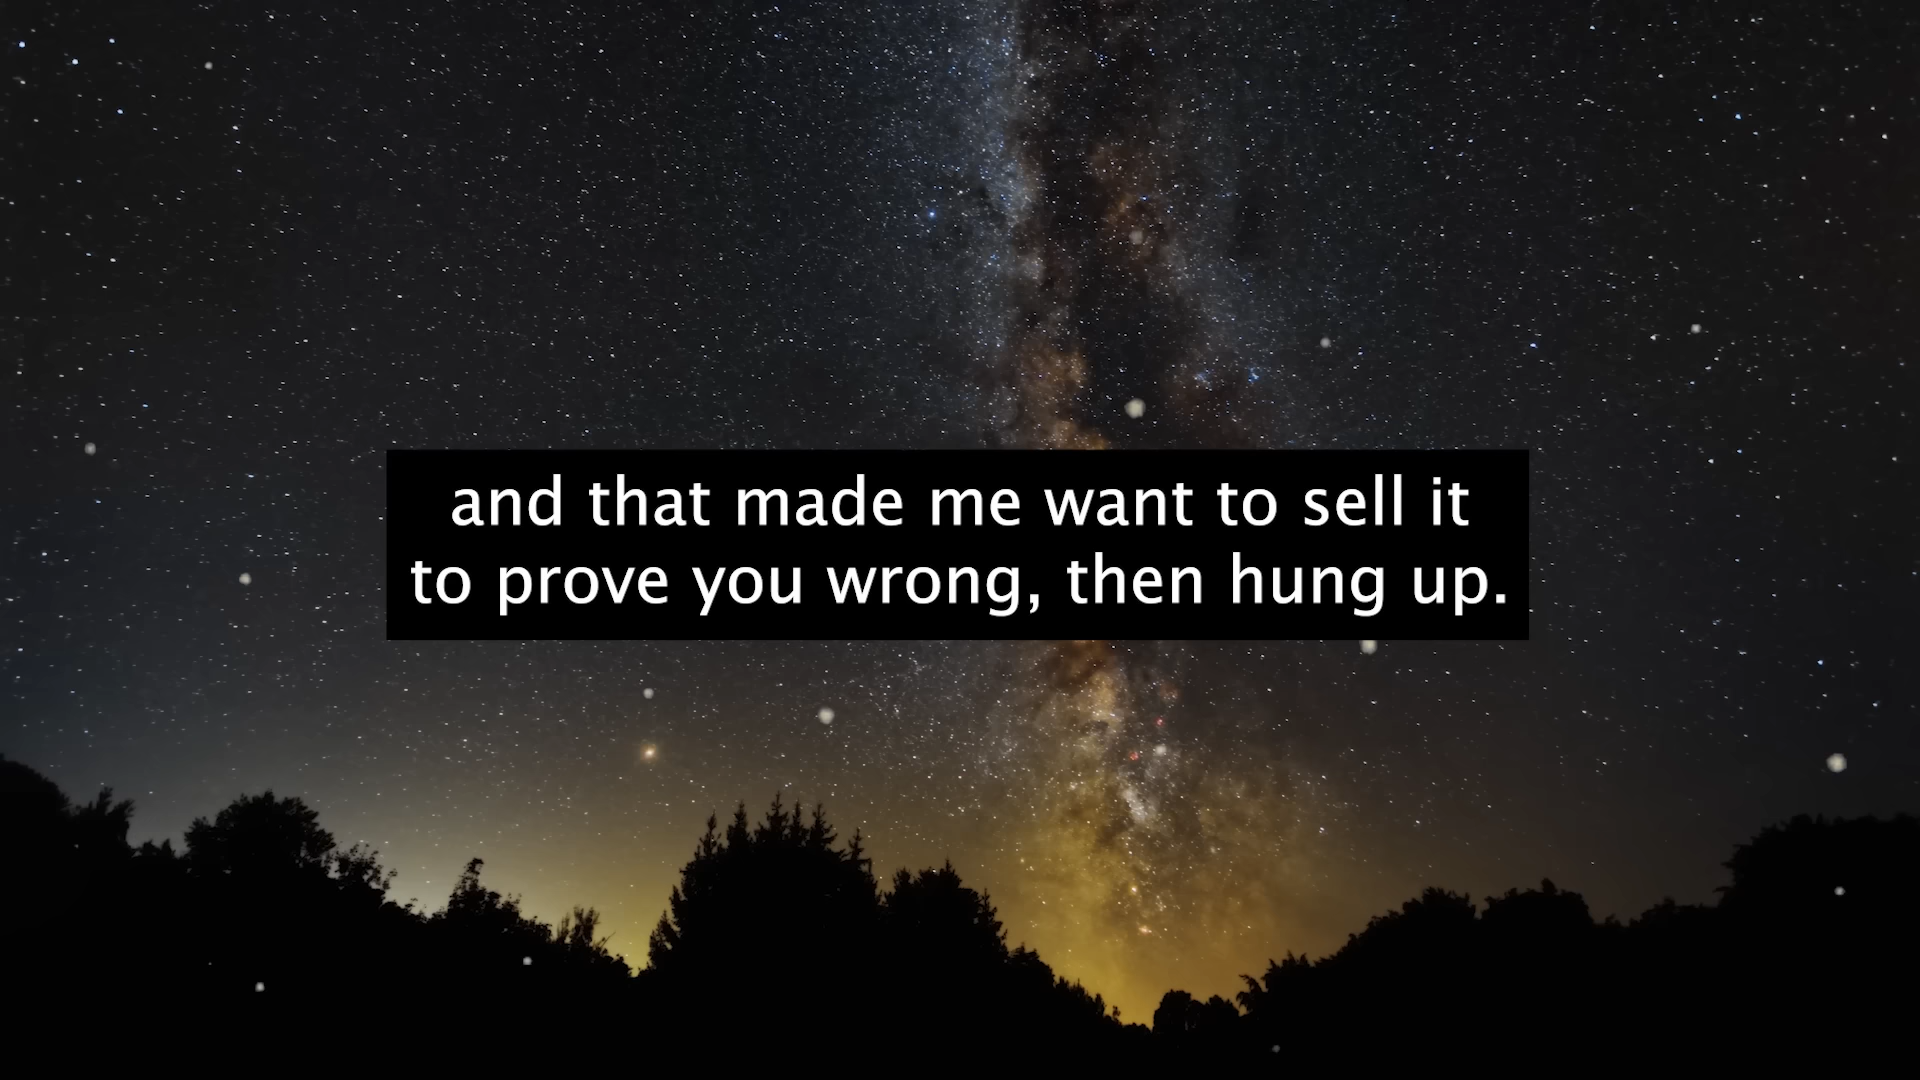 and that made me want to sell it
to prove you wrong, then hung up.